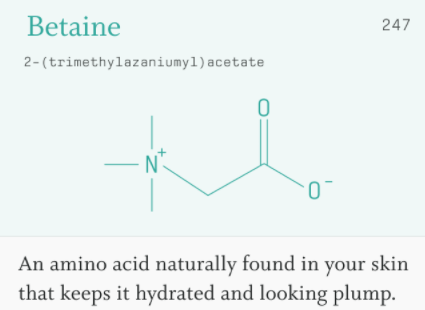 Betaine
247
2-(trimethylazaniumyl)acetate
O
N+
O−
An amino acid naturally found in your skin
that keeps it hydrated and looking plump.